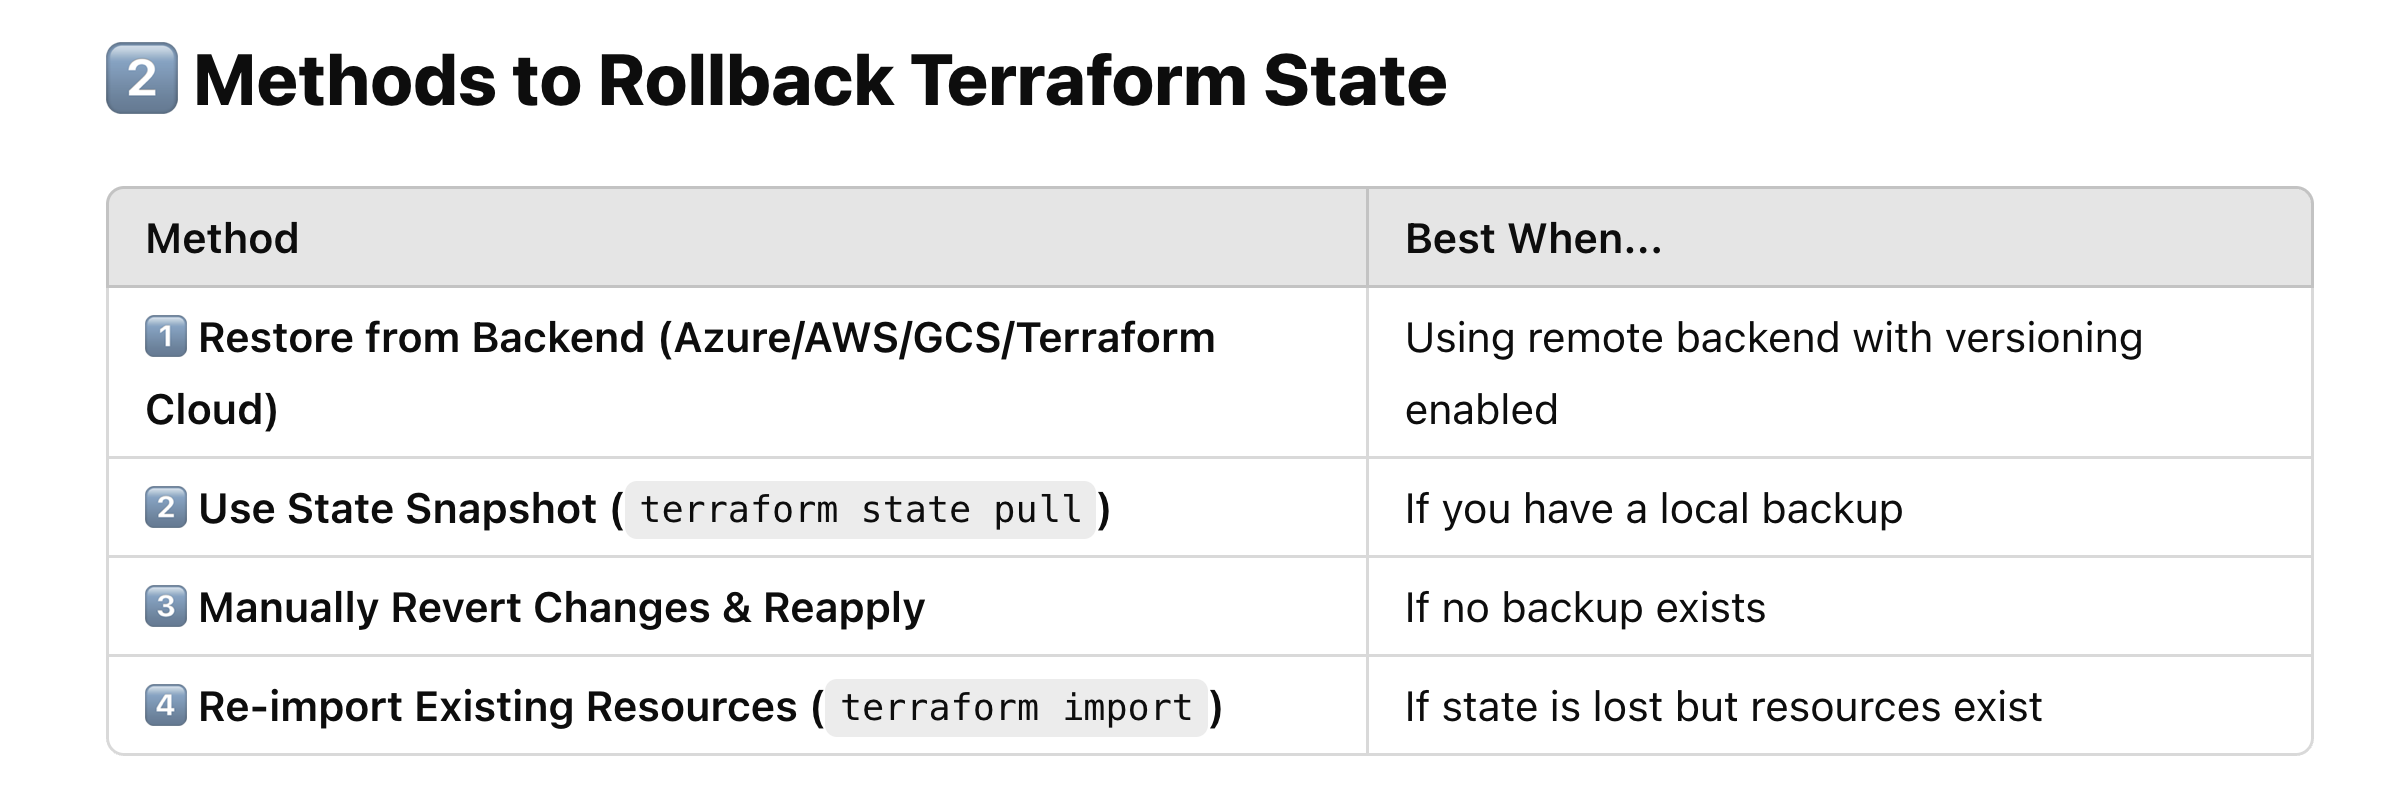 2️⃣ Methods to Rollback Terraform State
Method
Best When...
1️⃣ Restore from Backend (Azure/AWS/GCS/Terraform
Cloud)
Using remote backend with versioning
enabled
2️⃣ Use State Snapshot (terraform state pull)
If you have a local backup
3️⃣ Manually Revert Changes & Reapply
If no backup exists
4️⃣ Re-import Existing Resources (terraform import)
If state is lost but resources exist